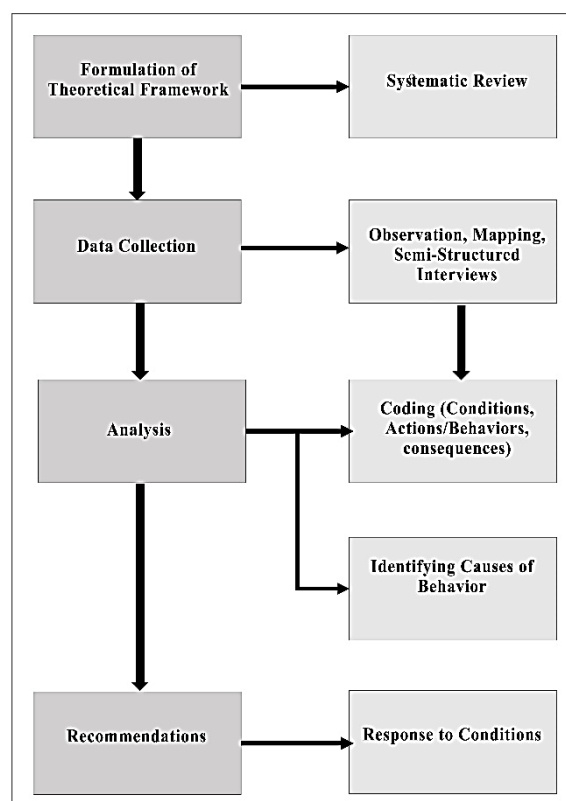 Formulation of
Theoretical Framework
Systematic Review
Data Collection
Observation, Mapping,
Semi-Structured
Interviews
Analysis
Coding (Conditions,
Actions/Behaviors,
consequences)
Identifying Causes of
Behavior
Recommendations
Response to Conditions